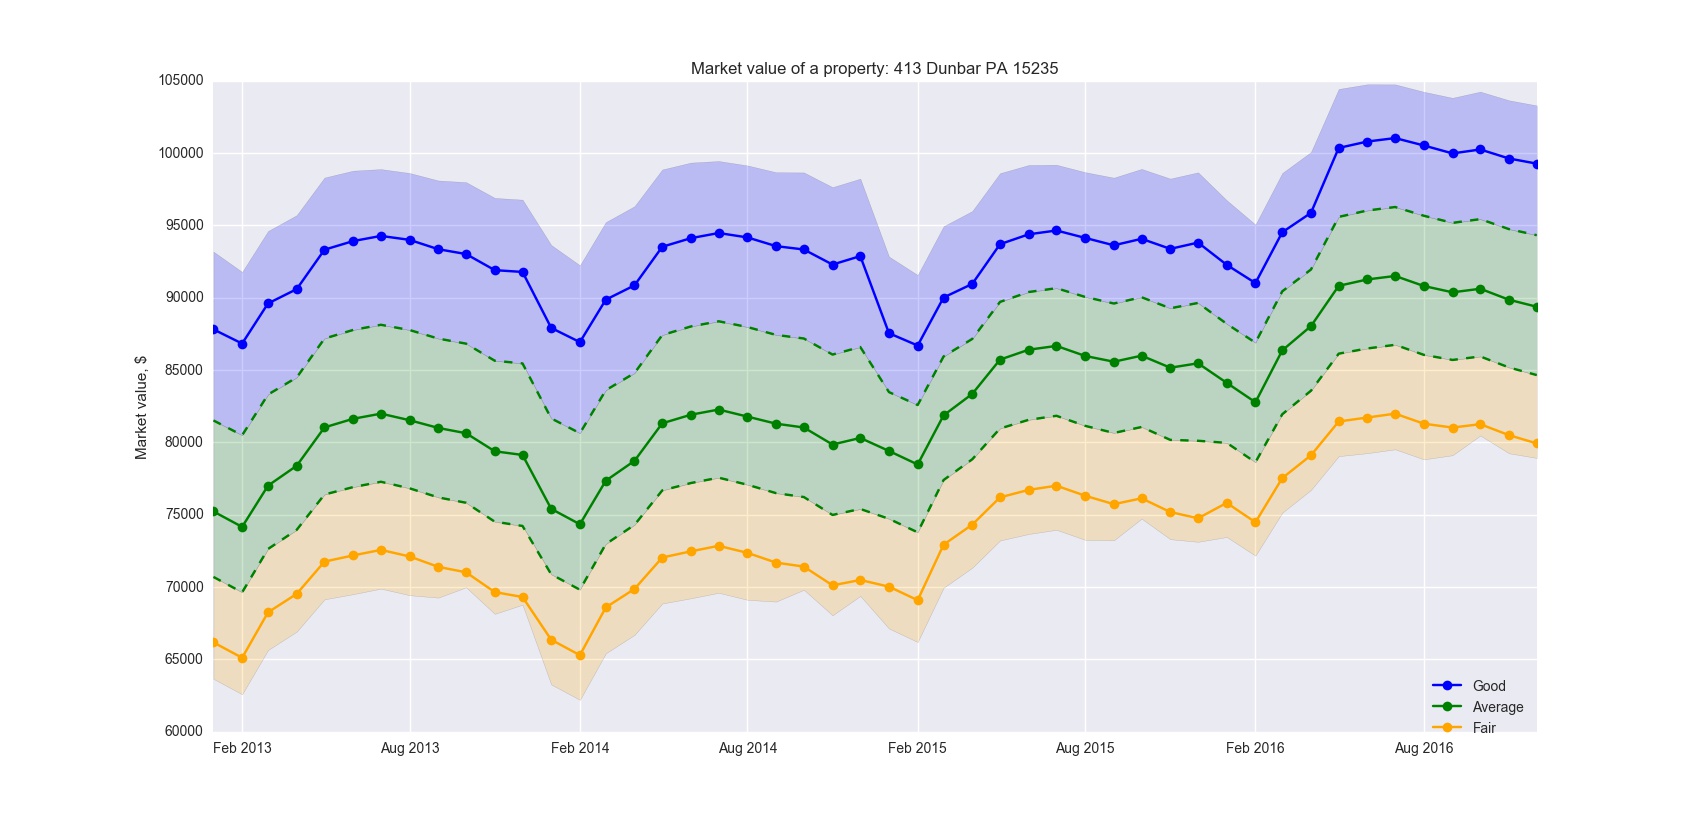 Market value of a property: 413 Dunbar PA 15235
105000
100000
95000
90000
85000
80000
75000
70000
65000
60000
Market value, $
Feb 2013 Aug 2013 Feb 2014 Aug 2014 Feb 2015 Aug 2015 Feb 2016 Aug 2016
Good
Average
Fair